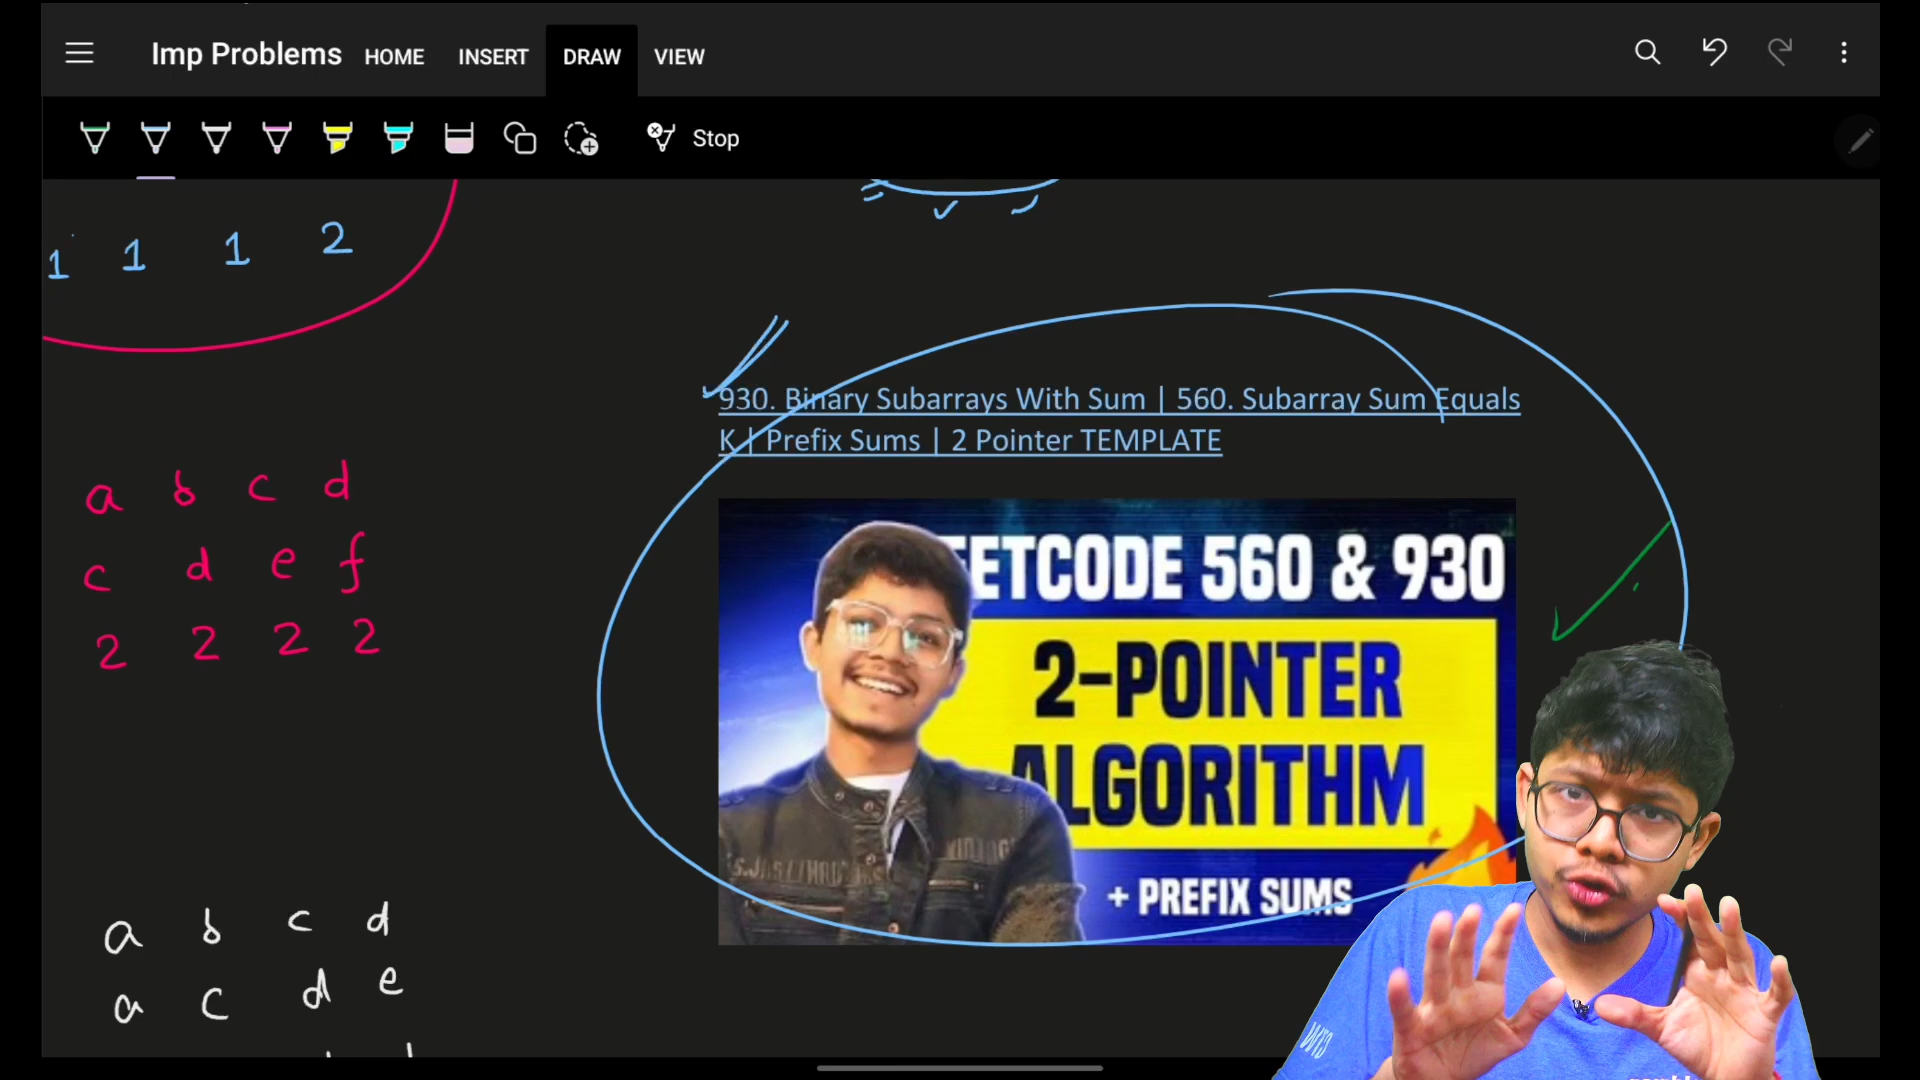 Imp Problems HOME INSERT DRAW VIEW
Stop
1 1 1 2
930. Binary Subarrays With Sum | 560. Subarray Sum Equals
K | Prefix Sums | 2 Pointer TEMPLATE
a b c d
c d e f
2 2 2 2
EETCODE 560 & 930
2-POINTER
ALGORITHM
+ PREFIX SUMS
a b c d
a c d e